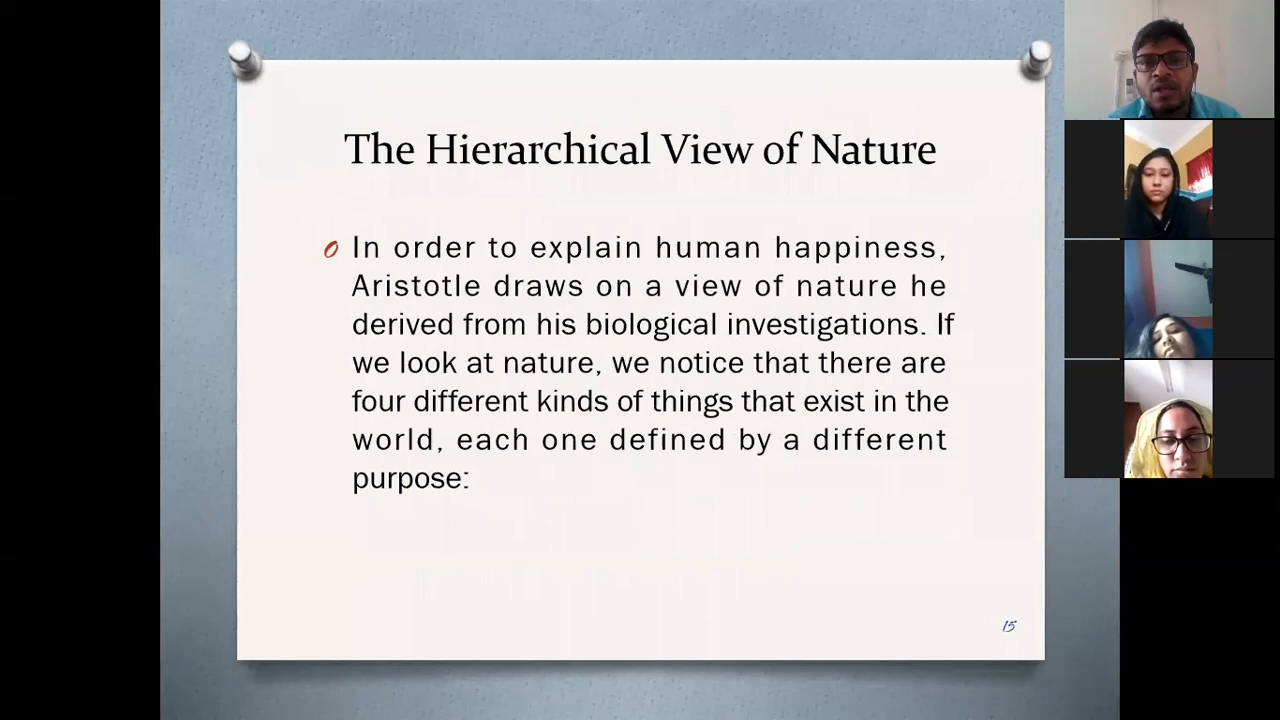 The Hierarchical View of Nature
In order to explain human happiness,
Aristotle draws on a view of nature he
derived from his biological investigations. If
we look at nature, we notice that there are
four different kinds of things that exist in the
world, each one defined by a different
purpose:
15